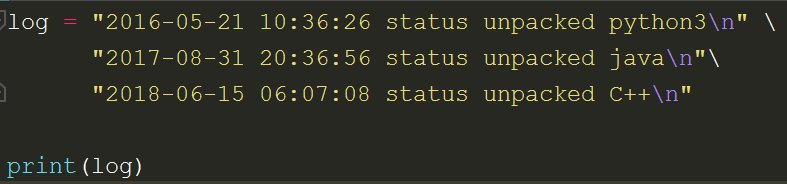 log = "2016-05-21 10:36:26 status unpacked python3\n" \
"2017-08-31 20:36:56 status unpacked java\n"\
"2018-06-15 06:07:08 status unpacked C++\n"
print(log)